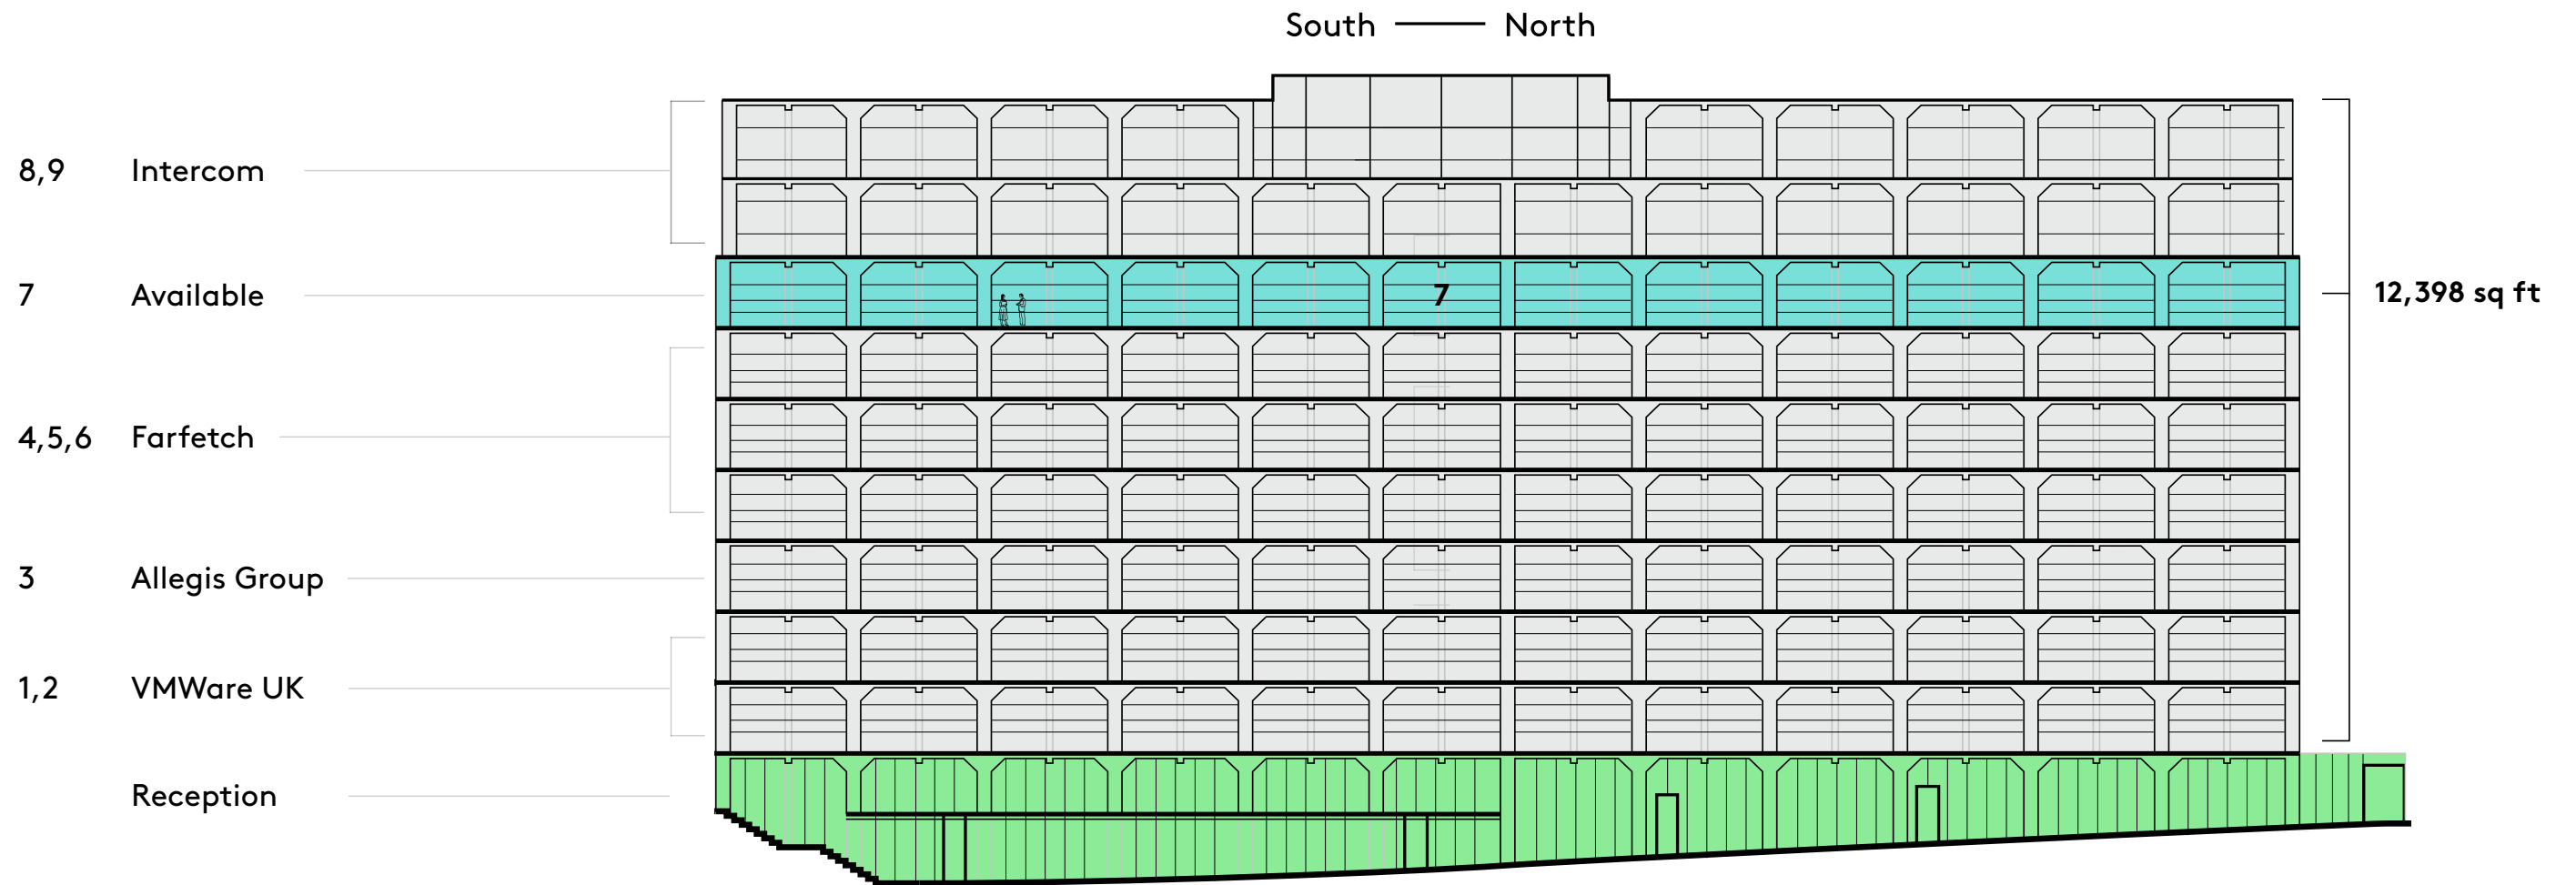 South North
8,9 Intercom
7 Available
7
12,398 sq ft
4,5,6 Farfetch
3 Allegis Group
1,2 VMWare UK
Reception